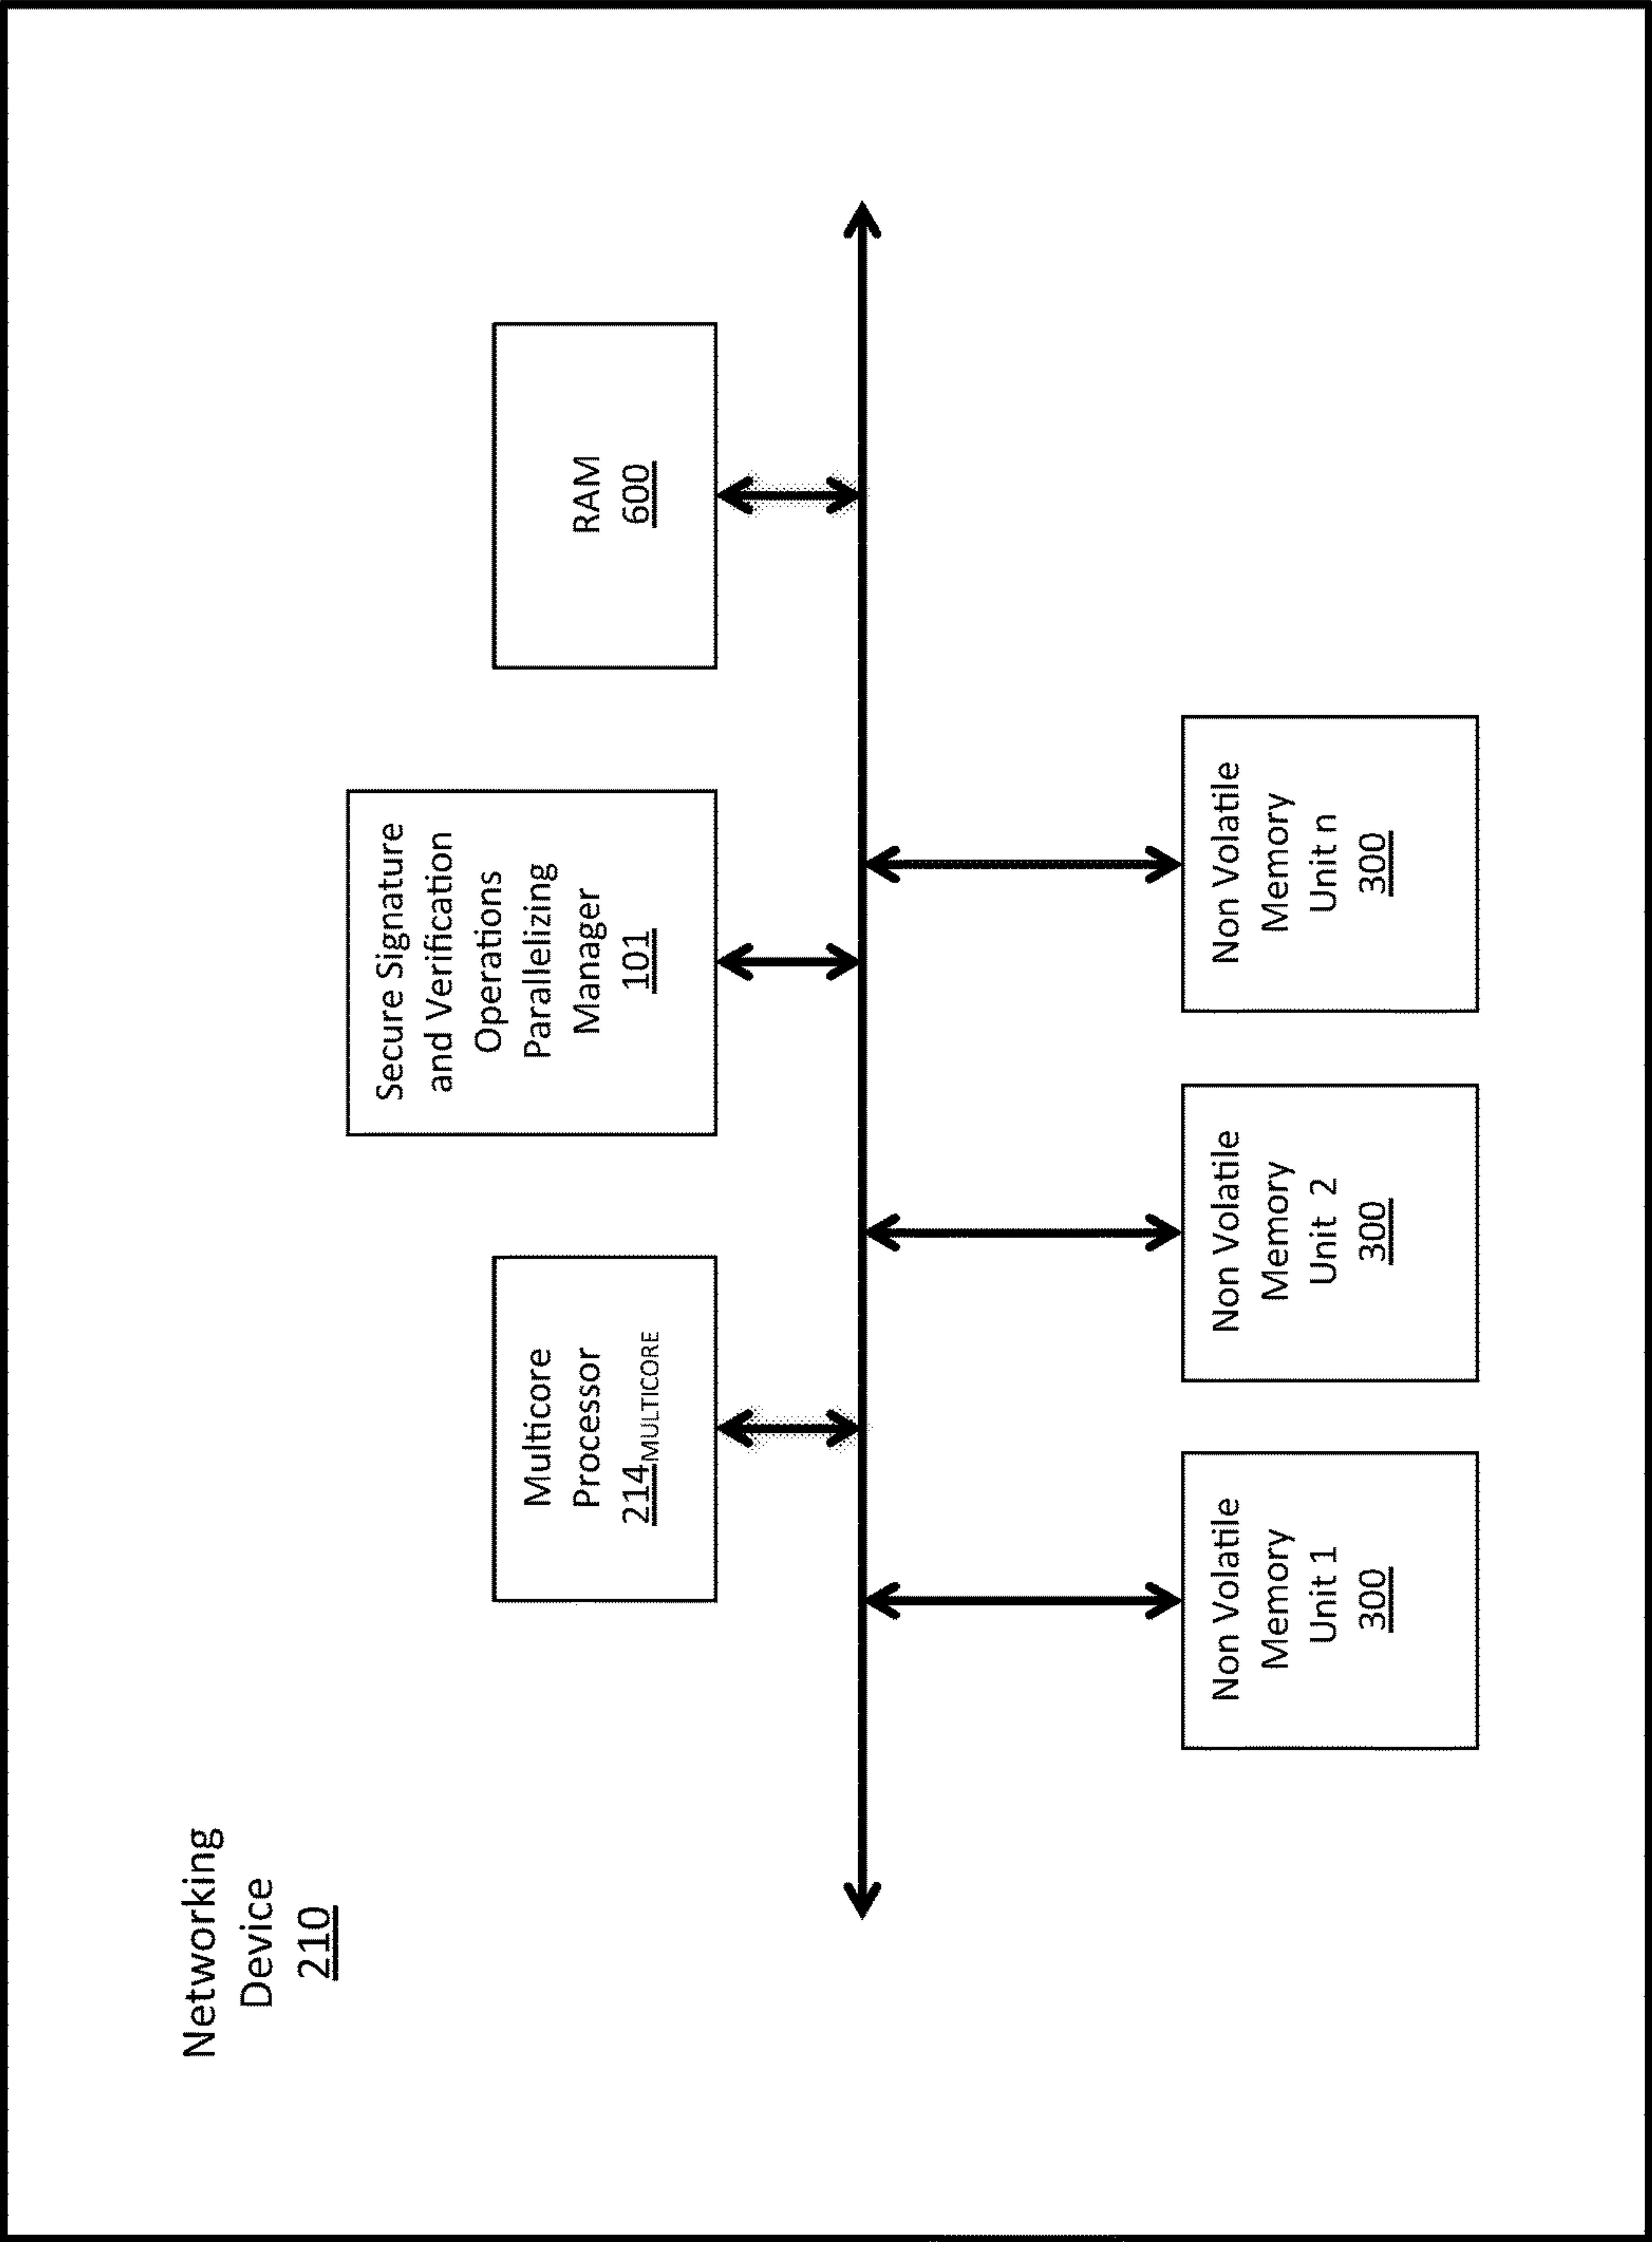 Networking
Device
210
Multicore
Processor
214MULTICORE
Secure Signature
and Verification
Operations
Parallelizing
Manager
101
RAM
600
Non Volatile
Memory
Unit 1
300
Non Volatile
Memory
Unit 2
300
Non Volatile
Memory
Unit n
300